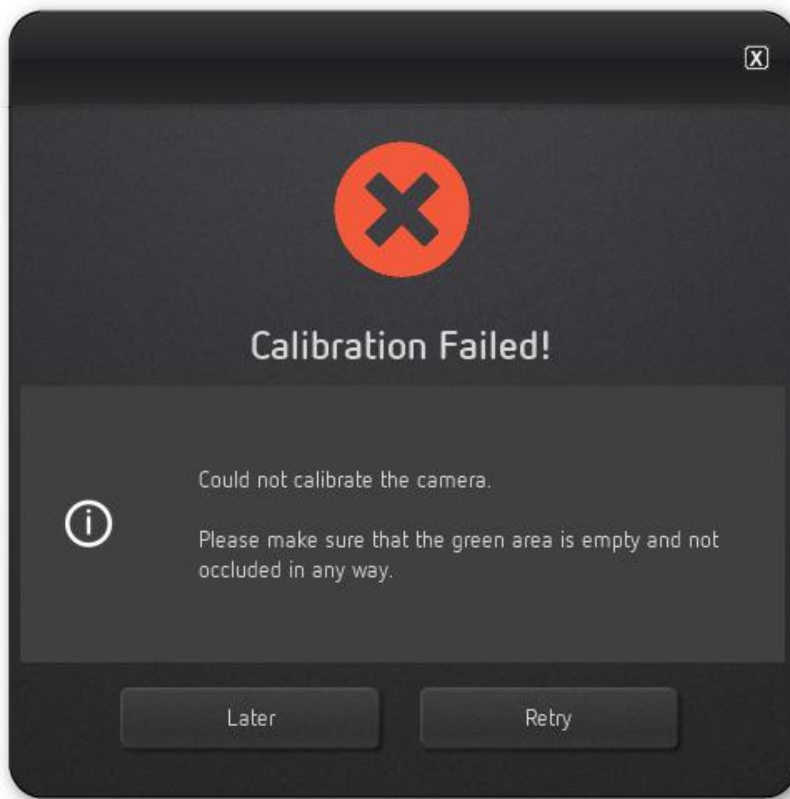 X
Calibration Failed!
Could not calibrate the camera.
Please make sure that the green area is empty and not
occluded in any way.
Later
Retry